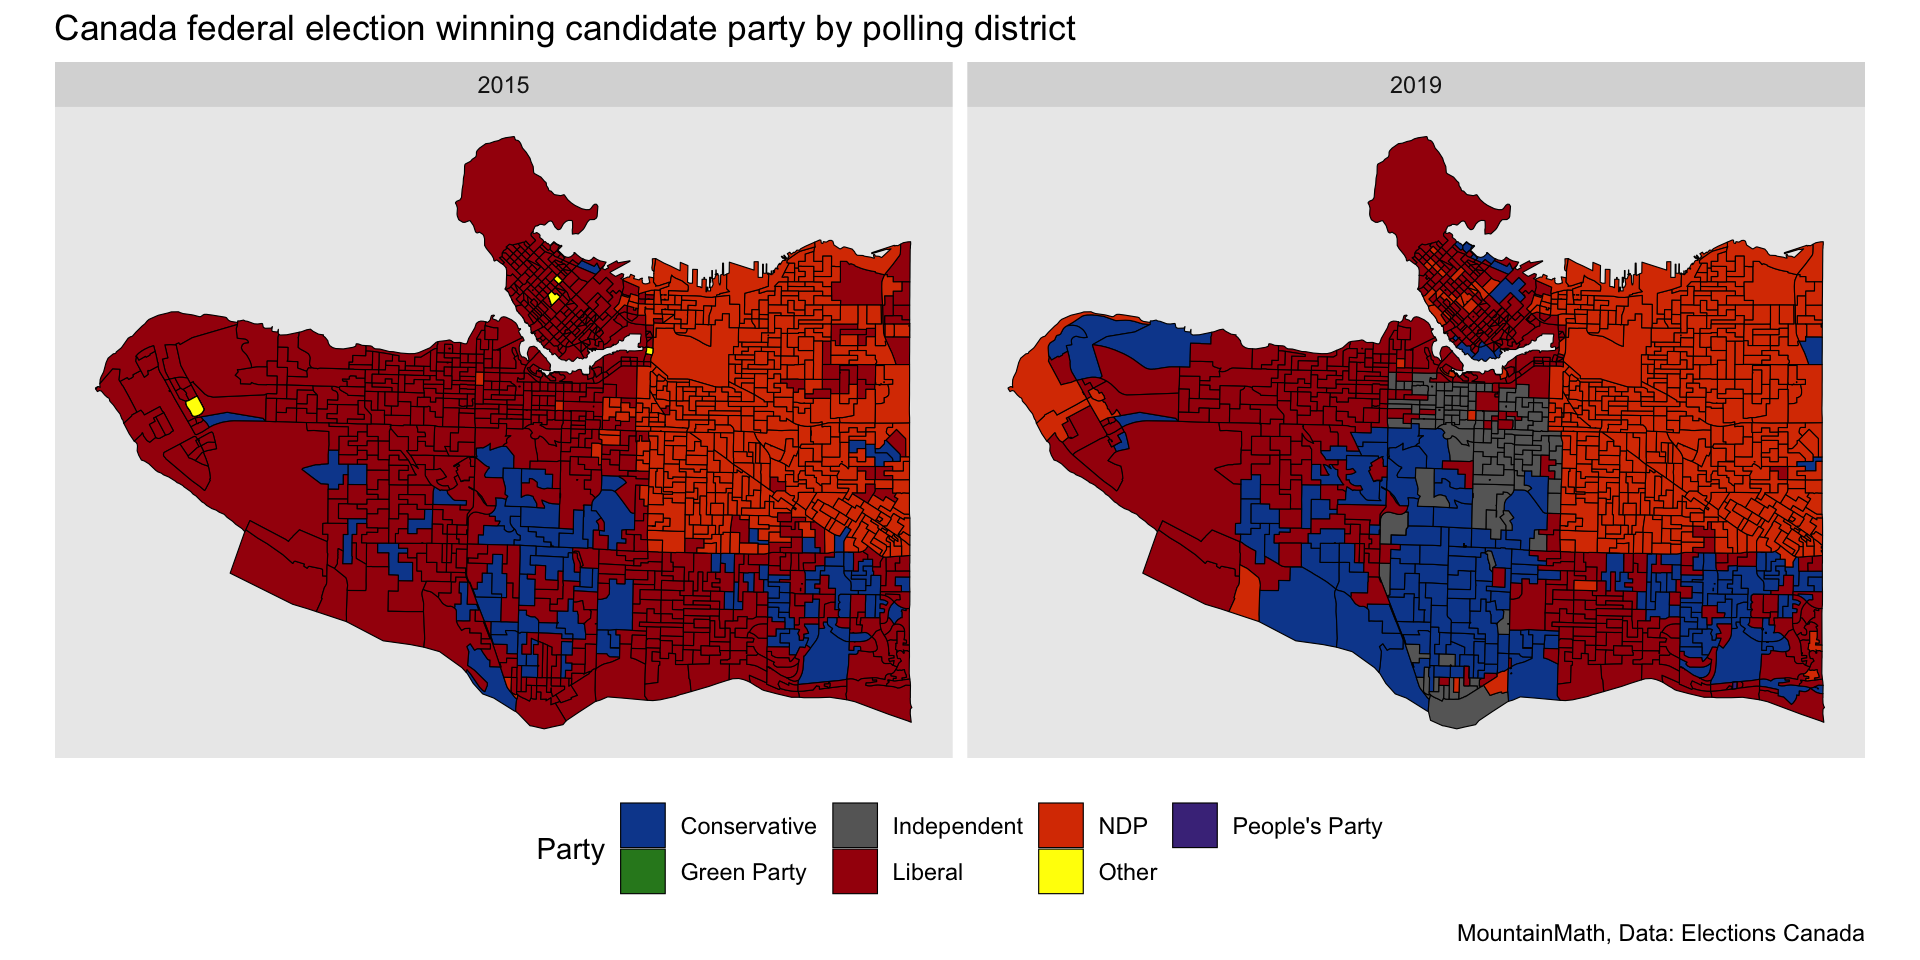 Canada federal election winning candidate party by polling district
2015
2019
Party
Conservative
Independent
NDP
People's Party
Green Party
Liberal
Other
MountainMath, Data: Elections Canada